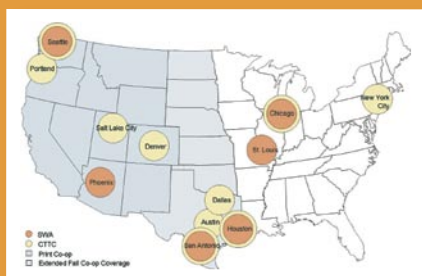 Seattle
Portland
Salt Lake City
Denver
Phoenix
Chicago
St. Louis
New York
City
Dallas
Austin
Houston
San Antonio
SWA
CTTC
Print Co-op
Extended Fall Co-op Coverage